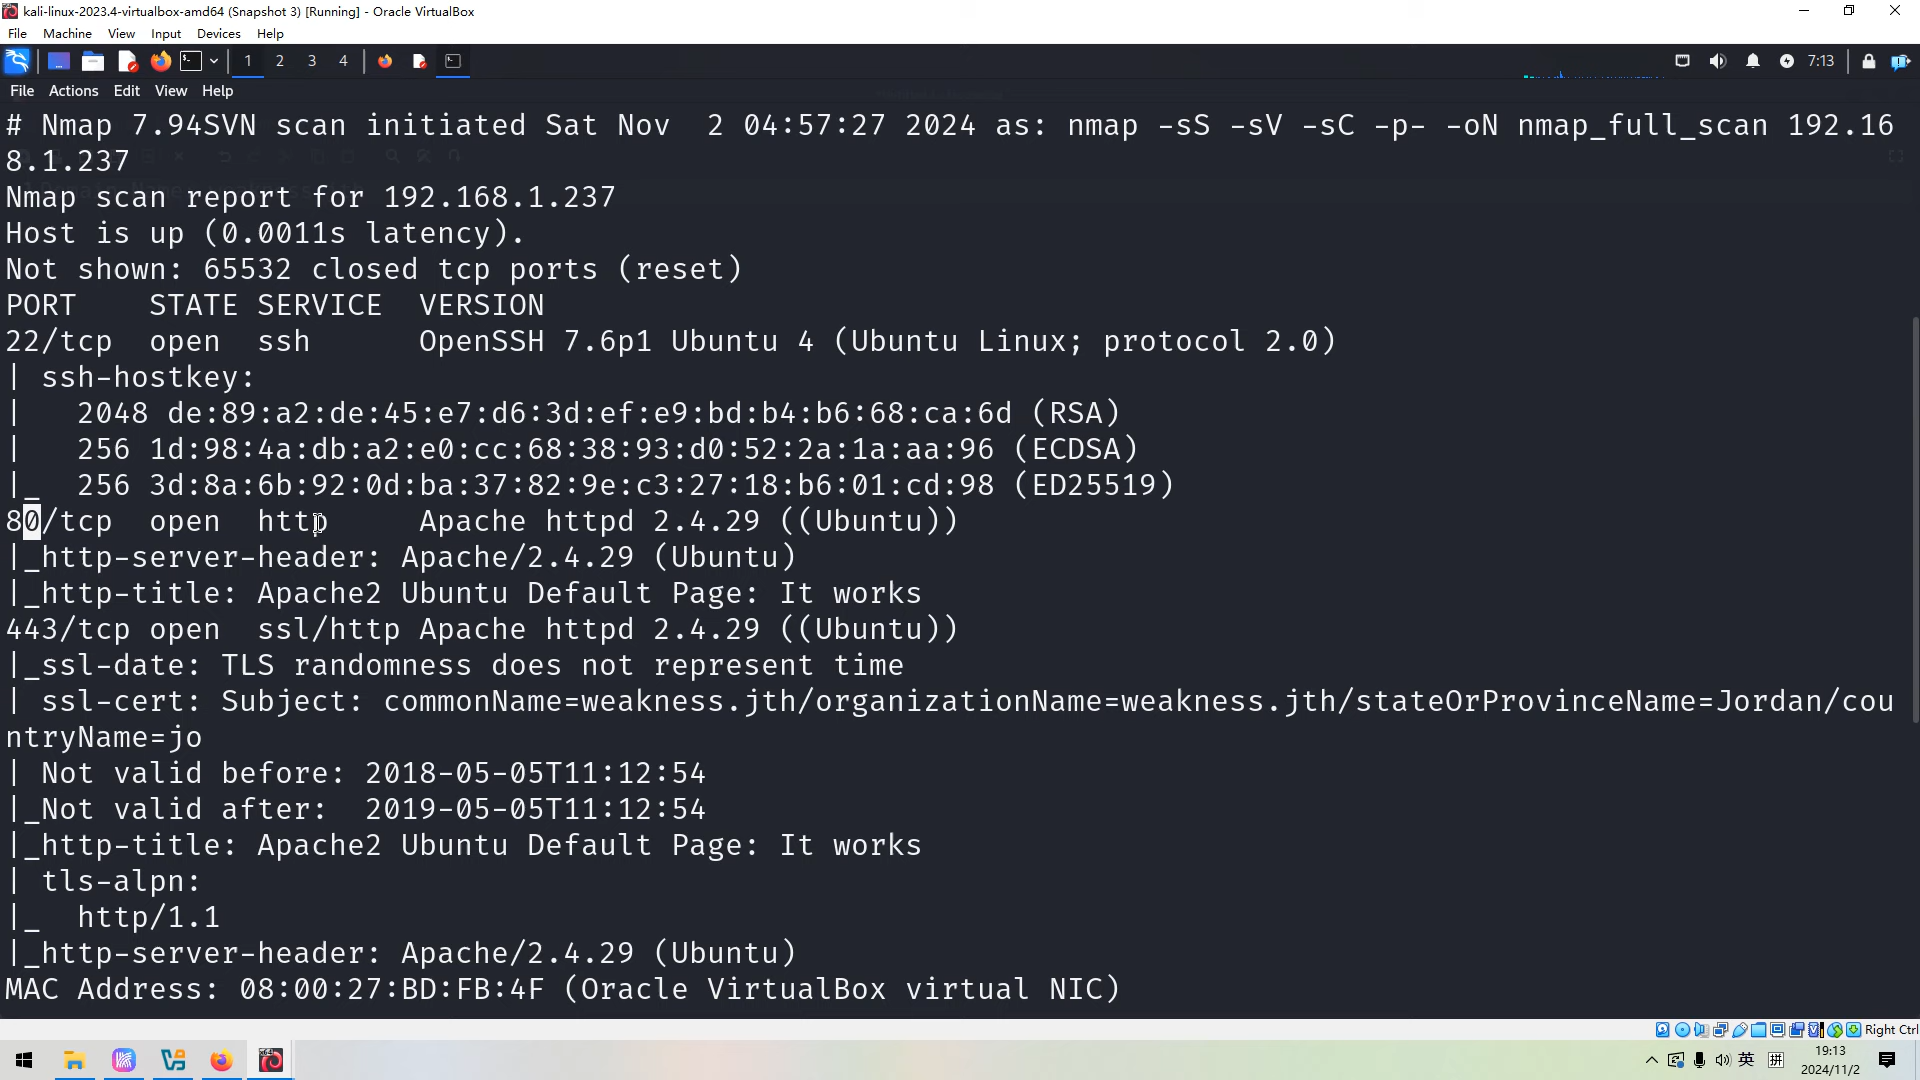 kali-linux-2023.4-virtualbox-amd64 (Snapshot 3) [Running] - Oracle VirtualBox
File Machine View Input Devices Help
1 2 3 4 7:13
File Actions Edit View Help
# Nmap 7.94SVN scan initiated Sat Nov  2 04:57:27 2024 as: nmap -sS -sV -sC -p- -oN nmap_full_scan 192.16
8.1.237
Nmap scan report for 192.168.1.237
Host is up (0.0011s latency).
Not shown: 65532 closed tcp ports (reset)
PORT    STATE SERVICE  VERSION
22/tcp  open  ssh      OpenSSH 7.6p1 Ubuntu 4 (Ubuntu Linux; protocol 2.0)
| ssh-hostkey:
|   2048 de:89:a2:de:45:e7:d6:3d:ef:e9:bd:b4:b6:68:ca:6d (RSA)
|   256 1d:98:4a:db:a2:e0:cc:68:38:93:d0:52:2a:1a:aa:96 (ECDSA)
|_  256 3d:8a:6b:92:0d:ba:37:82:9e:c3:27:18:b6:01:cd:98 (ED25519)
80/tcp  open  http     Apache httpd 2.4.29 ((Ubuntu))
|_http-server-header: Apache/2.4.29 (Ubuntu)
|_http-title: Apache2 Ubuntu Default Page: It works
443/tcp open  ssl/http Apache httpd 2.4.29 ((Ubuntu))
|_ssl-date: TLS randomness does not represent time
| ssl-cert: Subject: commonName=weakness.jth/organizationName=weakness.jth/stateOrProvinceName=Jordan/cou
ntryName=jo
| Not valid before: 2018-05-05T11:12:54
|_Not valid after:  2019-05-05T11:12:54
|_http-title: Apache2 Ubuntu Default Page: It works
| tls-alpn:
|_  http/1.1
|_http-server-header: Apache/2.4.29 (Ubuntu)
MAC Address: 08:00:27:BD:FB:4F (Oracle VirtualBox virtual NIC)
Right Ctrl
英 拼 19:13
2024/11/2